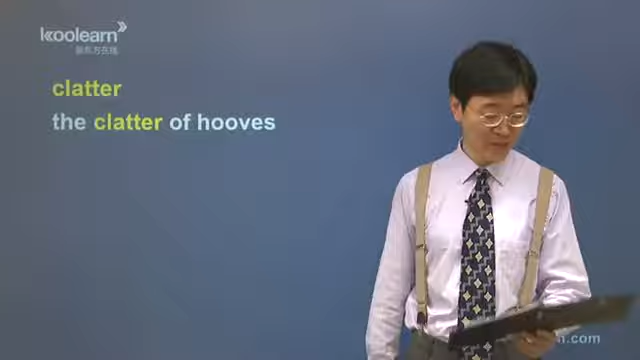 koolearn
新东方在线
clatter
the clatter of hooves
n.com